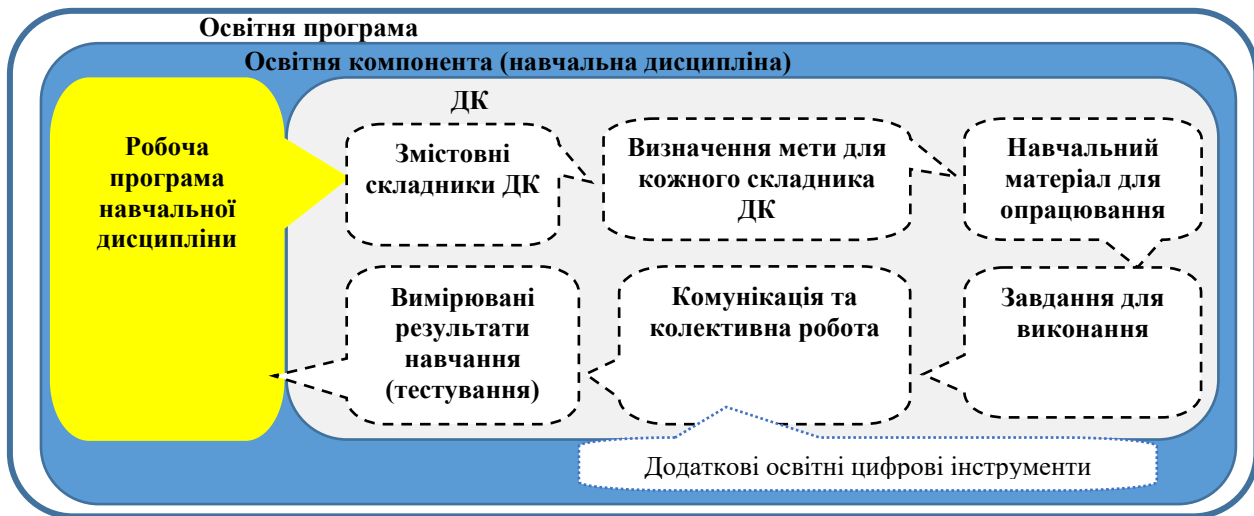 Освітня програма
Освітня компонента (навчальна дисципліна)
Робоча
програма
навчальної
дисципліни
ДК
Змістовні
складники ДК
Визначення мети для
кожного складника
ДК
Навчальний
матеріал для
опрацювання
Завдання для
виконання
Комунікація та
колективна робота
Вимірювані
результати
навчання
(тестування)
Додаткові освітні цифрові інструменти